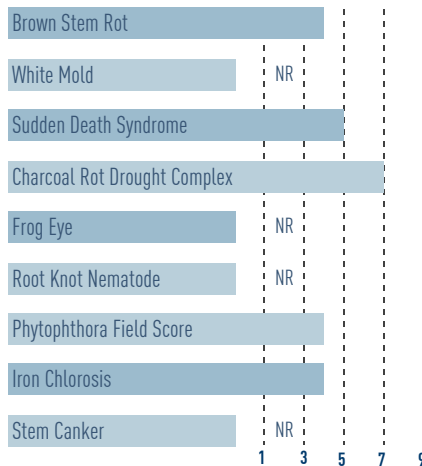 Brown Stem Rot
White Mold NR
Sudden Death Syndrome
Charcoal Rot Drought Complex
Frog Eye NR
Root Knot Nematode NR
Phytophthora Field Score
Iron Chlorosis
Stem Canker NR
1 3 5 7